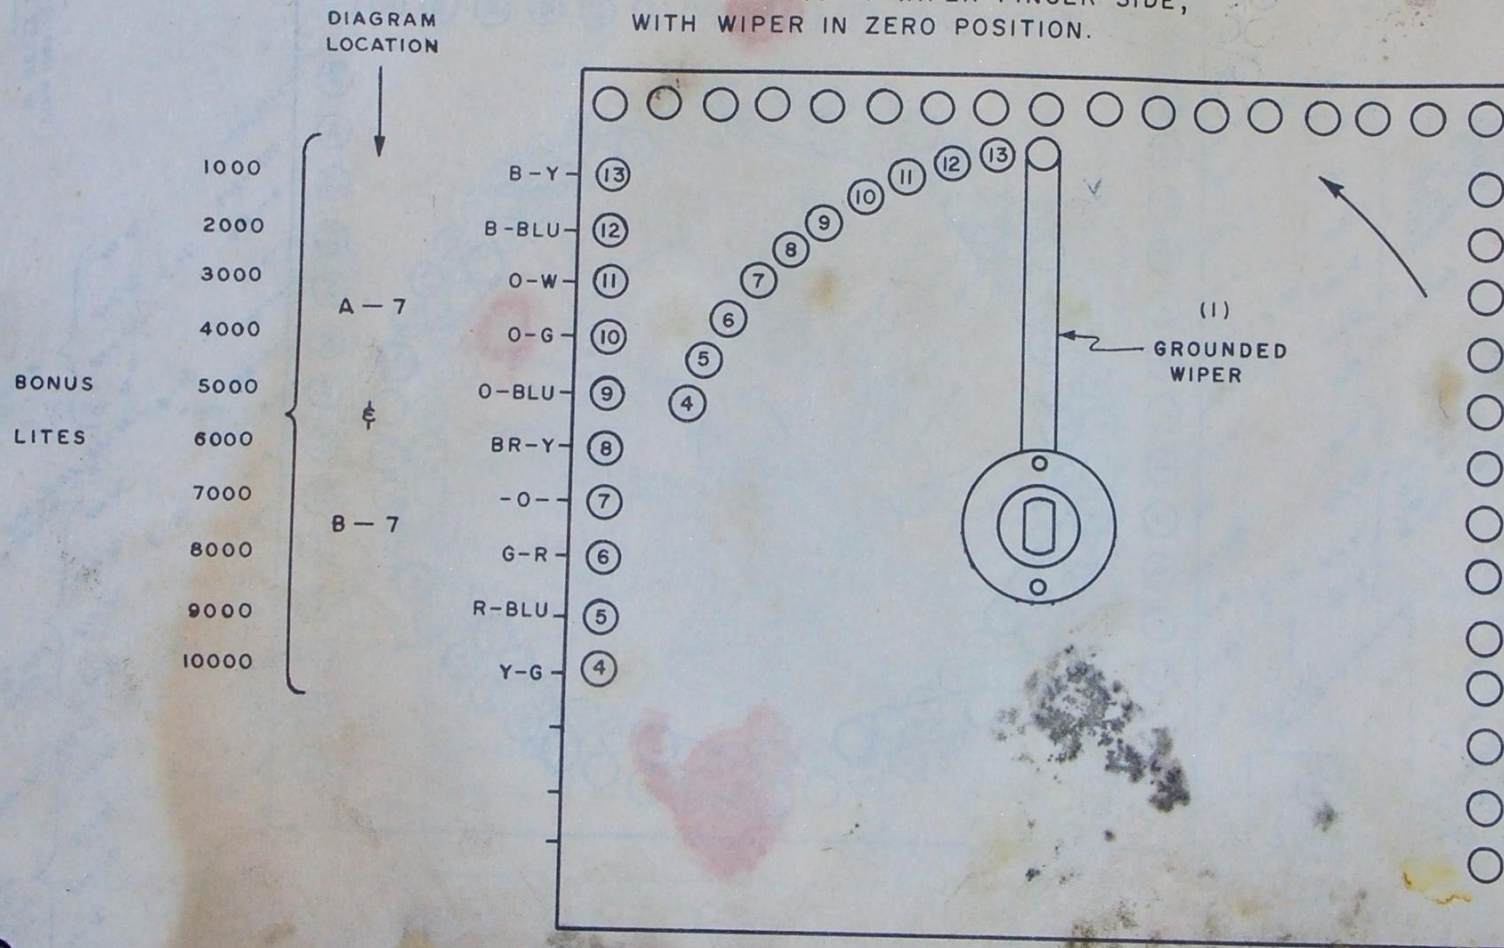 DIAGRAM
LOCATION
SIDE,
WITH WIPER IN ZERO POSITION.
1000 B-Y 13
2000 B-BLU 12
3000 O-W 11
A-7
4000 O-G 10
BONUS 5000 O-BLU 9
&
LITES 6000 BR-Y 8
7000 -O- 7
B-7
8000 G-R 6
9000 R-BLU 5
10000 Y-G 4
13
12
11
10
9
8
7
6
5
4
(1)
GROUNDED
WIPER